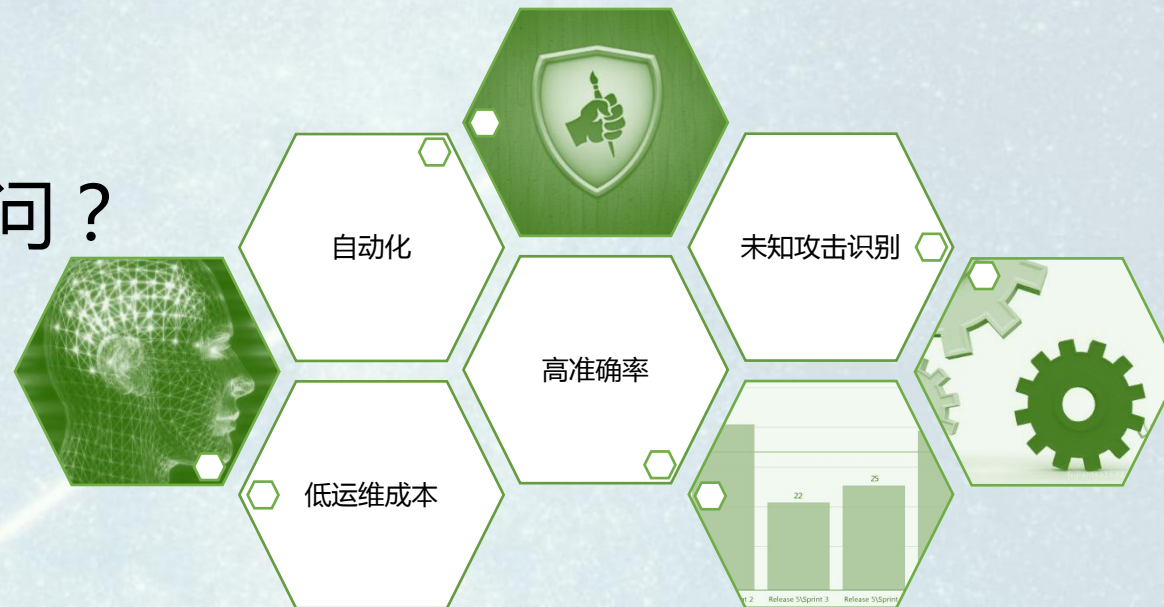 问？
自动化
未知攻击识别
高准确率
低运维成本
22
25
Release 5\Sprint 3
Release 5\Sprint